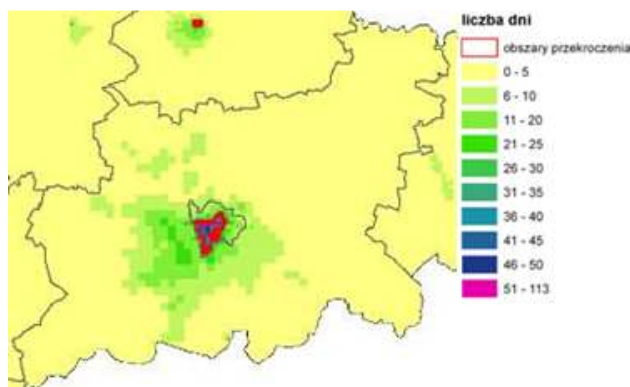 liczba dni
obszary przekroczenia
0 - 5
6 - 10
11 - 20
21 - 25
26 - 30
31 - 35
36 - 40
41 - 45
46 - 50
51 - 113